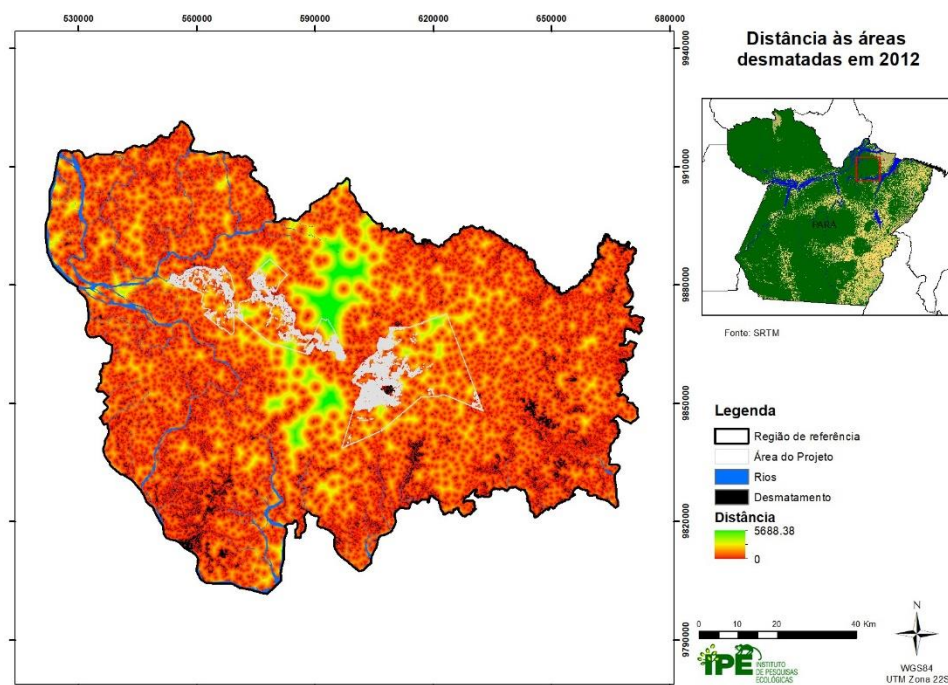 530000 560000 590000 620000 650000 680000
9940000
9910000
9880000
9850000
9820000
9790000
Distância às áreas
desmatadas em 2012
PARÁ
Fonte: SRTM
Legenda
Região de referência
Área do Projeto
Rios
Desmatamento
Distância
5688.38
0
0 10 20 40 Km
IPÊ INSTITUTO
DE PESQUISAS
ECOLÓGICAS
N
WGS84
UTM Zona 22S